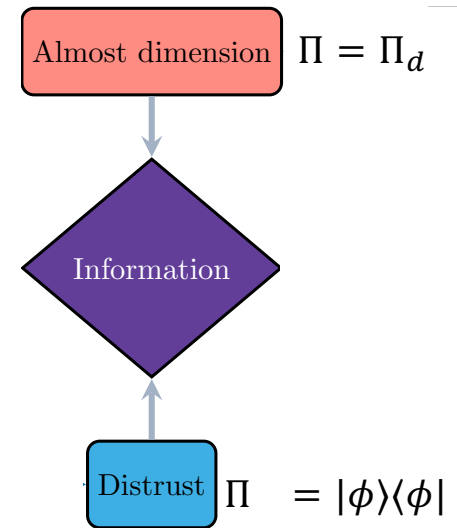 Almost dimension Π = Π_d
Information
Distrust Π = |ϕ⟩⟨ϕ|